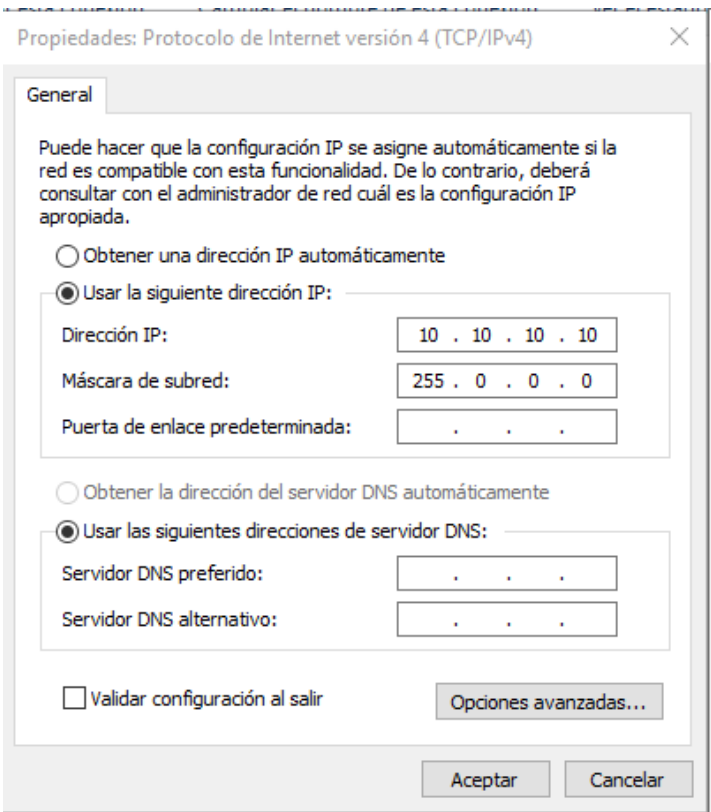 Propiedades: Protocolo de Internet versión 4 (TCP/IPv4)
General
Puede hacer que la configuración IP se asigne automáticamente si la
red es compatible con esta funcionalidad. De lo contrario, deberá
consultar con el administrador de red cuál es la configuración IP
apropiada.
Obtener una dirección IP automáticamente
Usar la siguiente dirección IP:
Dirección IP: 10 . 10 . 10 . 10
Máscara de subred: 255 . 0 . 0 . 0
Puerta de enlace predeterminada: . . .
Obtener la dirección del servidor DNS automáticamente
Usar las siguientes direcciones de servidor DNS:
Servidor DNS preferido: . . .
Servidor DNS alternativo: . . .
Validar configuración al salir Opciones avanzadas...
Aceptar Cancelar